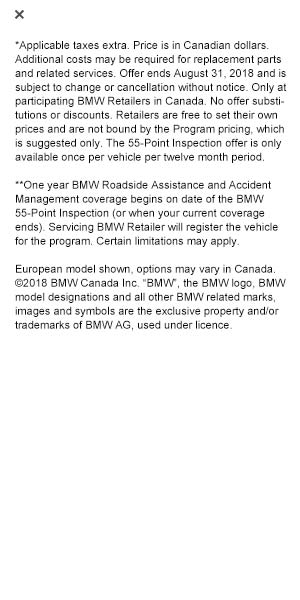 *Applicable taxes extra. Price is in Canadian dollars.
Additional costs may be required for replacement parts
and related services. Offer ends August 31, 2018 and is
subject to change or cancellation without notice. Only at
participating BMW Retailers in Canada. No offer substi-
tutions or discounts. Retailers are free to set their own
prices and are not bound by the Program pricing, which
is suggested only. The 55-Point Inspection offer is only
available once per vehicle per twelve month period.
**One year BMW Roadside Assistance and Accident
Management coverage begins on date of the BMW
55-Point Inspection (or when your current coverage
ends). Servicing BMW Retailer will register the vehicle
for the program. Certain limitations may apply.
European model shown, options may vary in Canada.
©2018 BMW Canada Inc. “BMW”, the BMW logo, BMW
model designations and all other BMW related marks,
images and symbols are the exclusive property and/or
trademarks of BMW AG, used under licence.